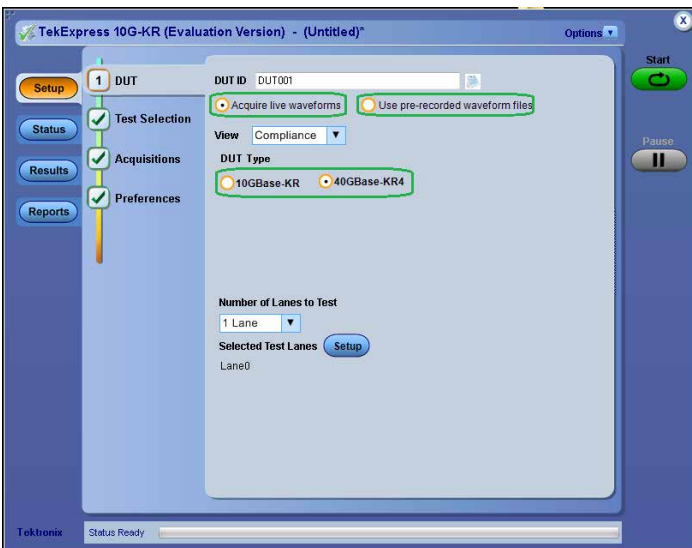 TekExpress 10G-KR (Evaluation Version) - (Untitled)*
Options
x
Setup
Status
Results
Reports
1 DUT
Test Selection
Acquisitions
Preferences
DUT ID DUT001
Acquire live waveforms
Use pre-recorded waveform files
View Compliance
DUT Type
10GBase-KR
40GBase-KR4
Number of Lanes to Test
1 Lane
Selected Test Lanes Setup
Lane0
Start
Pause
Tektronix
Status Ready